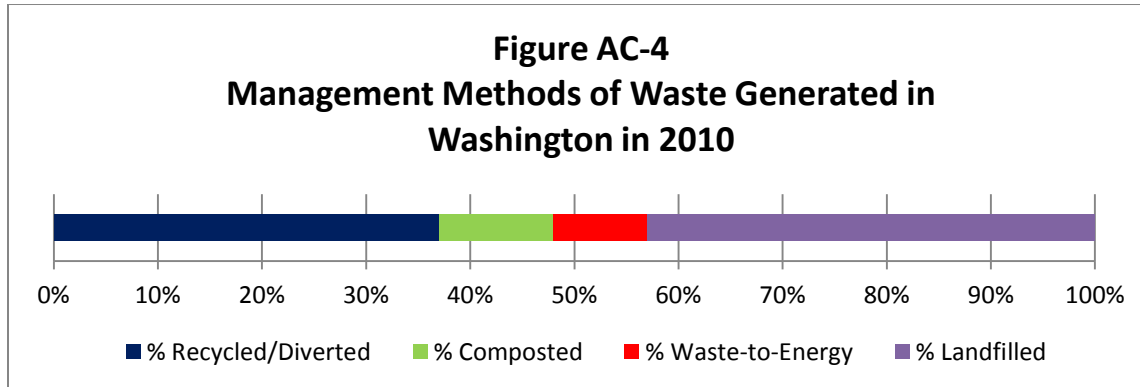 Figure AC-4
Management Methods of Waste Generated in
Washington in 2010
0% 10% 20% 30% 40% 50% 60% 70% 80% 90% 100%
% Recycled/Diverted % Composted % Waste-to-Energy % Landfilled